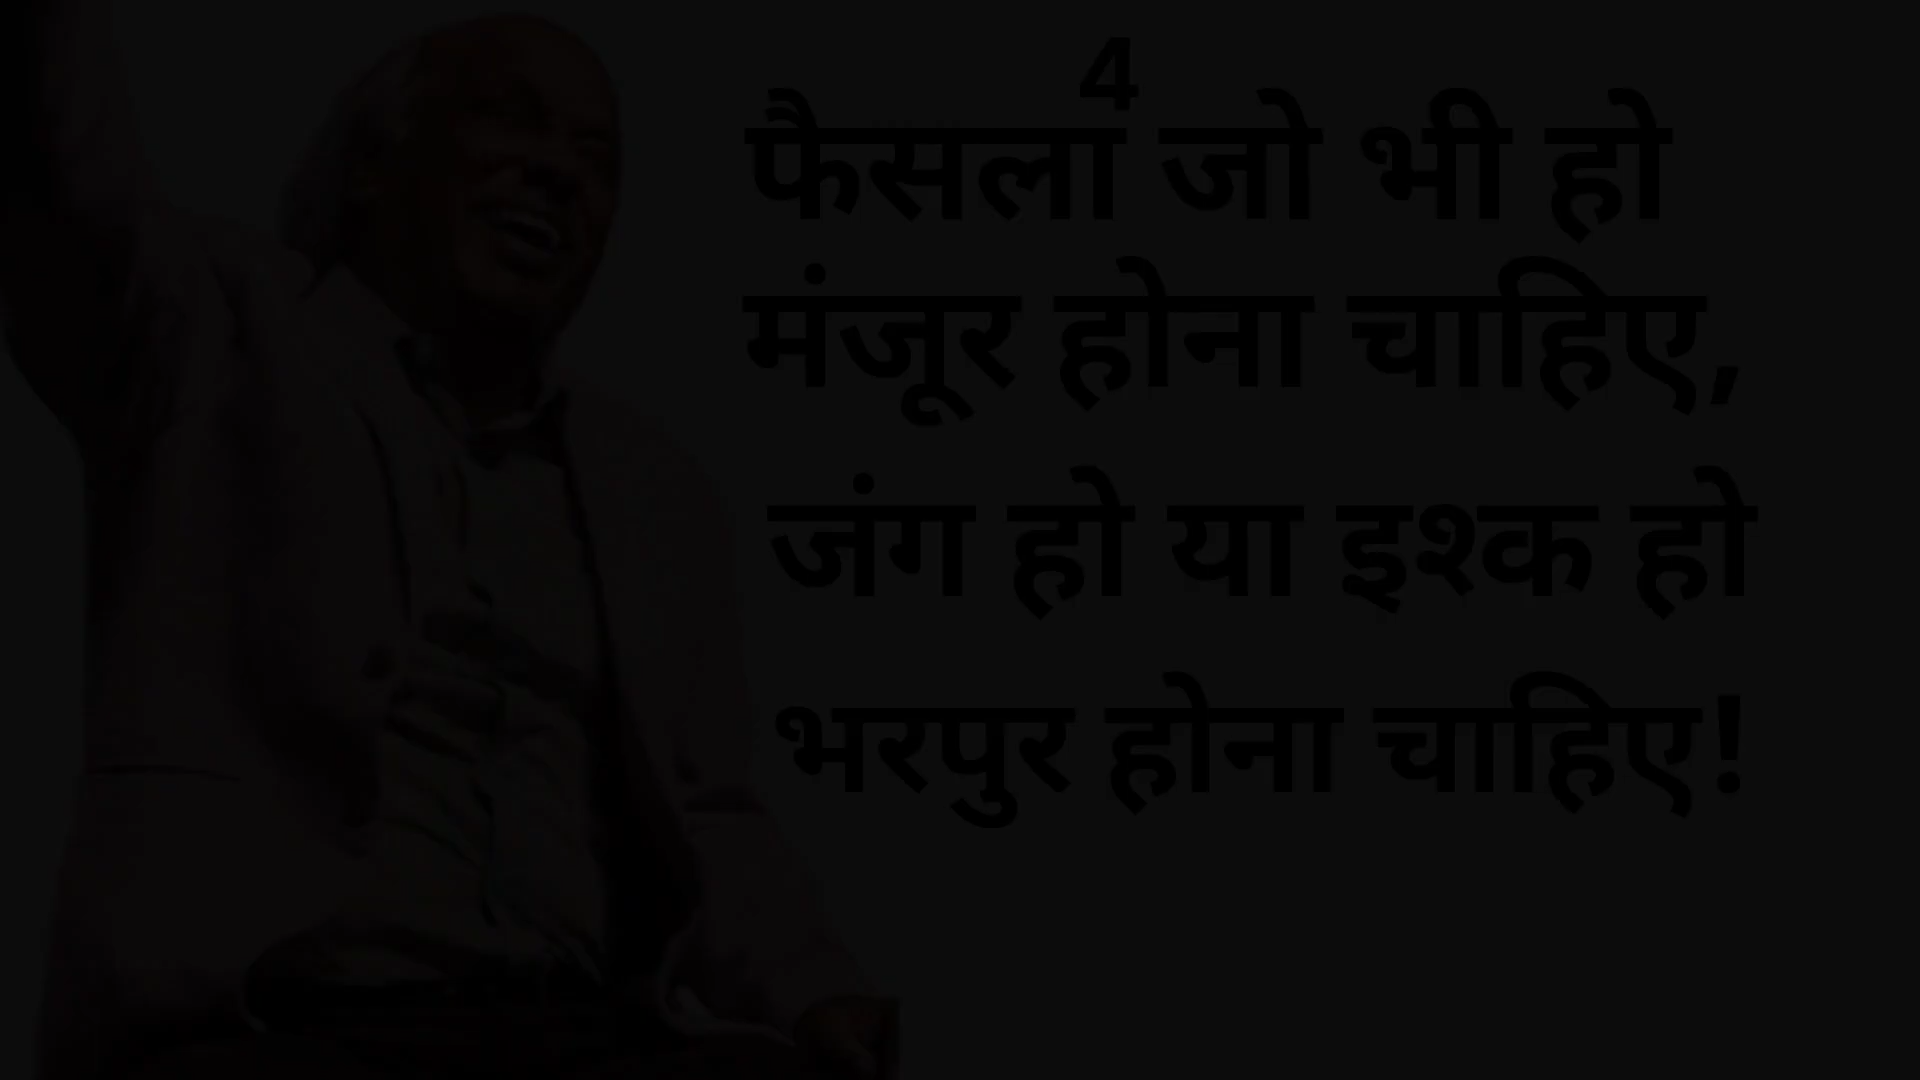 4
फैसला जो भी हो
मंजूर होना चाहिए,
जंग हो या इश्क हो
भरपुर होना चाहिए!